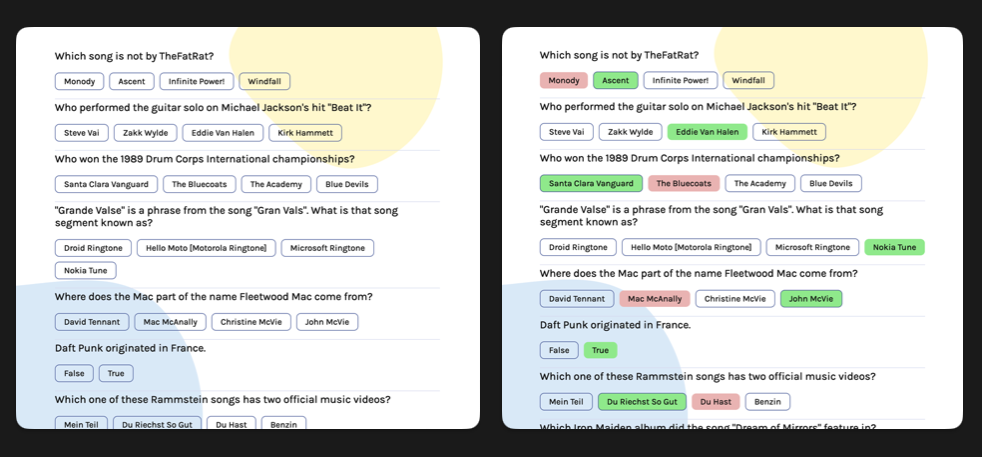 Which song is not by TheFatRat?
Monody Ascent Infinite Power! Windfall
Who performed the guitar solo on Michael Jackson's hit "Beat It"?
Steve Vai Zakk Wylde Eddie Van Halen Kirk Hammett
Who won the 1989 Drum Corps International championships?
Santa Clara Vanguard The Bluecoats The Academy Blue Devils
"Grande Valse" is a phrase from the song "Gran Vals". What is that song
segment known as?
Droid Ringtone Hello Moto [Motorola Ringtone] Microsoft Ringtone
Nokia Tune
Where does the Mac part of the name Fleetwood Mac come from?
David Tennant Mac McAnally Christine McVie John McVie
Daft Punk originated in France.
False True
Which one of these Rammstein songs has two official music videos?
Mein Teil Du Riechst So Gut Du Hast Benzin
Which song is not by TheFatRat?
Monody Ascent Infinite Power! Windfall
Who performed the guitar solo on Michael Jackson's hit "Beat It"?
Steve Vai Zakk Wylde Eddie Van Halen Kirk Hammett
Who won the 1989 Drum Corps International championships?
Santa Clara Vanguard The Bluecoats The Academy Blue Devils
"Grande Valse" is a phrase from the song "Gran Vals". What is that song
segment known as?
Droid Ringtone Hello Moto [Motorola Ringtone] Microsoft Ringtone Nokia Tune
Where does the Mac part of the name Fleetwood Mac come from?
David Tennant Mac McAnally Christine McVie John McVie
Daft Punk originated in France.
False True
Which one of these Rammstein songs has two official music videos?
Mein Teil Du Riechst So Gut Du Hast Benzin
Which Iron Maiden album did the song "Dream of Mirrors" feature in?